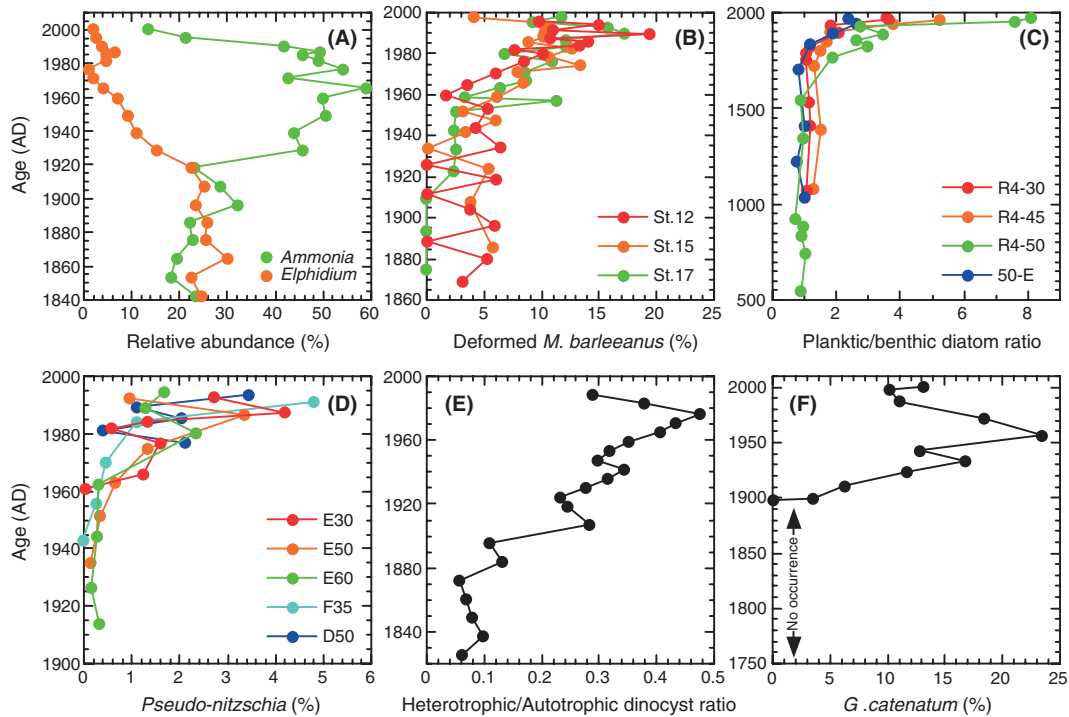 (A)
Age (AD)
2000
1980
1960
1940
1920
1900
1880
1860
1840
Ammonia
Elphidium
0 10 20 30 40 50 60
Relative abundance (%)
(B)
2000
1980
1960
1940
1920
1900
1880
1860
St.12
St.15
St.17
0 5 10 15 20 25
Deformed M. barleeanus (%)
(C)
2000
1500
1000
500
R4-30
R4-45
R4-50
50-E
0 2 4 6 8
Planktic/benthic diatom ratio
(D)
Age (AD)
2000
1980
1960
1940
1920
1900
E30
E50
E60
F35
D50
0 1 2 3 4 5 6
Pseudo-nitzschia (%)
(E)
2000
1960
1920
1880
1840
0 0.1 0.2 0.3 0.4 0.5
Heterotrophic/Autotrophic dinocyst ratio
(F)
2000
1950
1900
1850
1800
1750
No occurrence
0 5 10 15 20 25
G .catenatum (%)